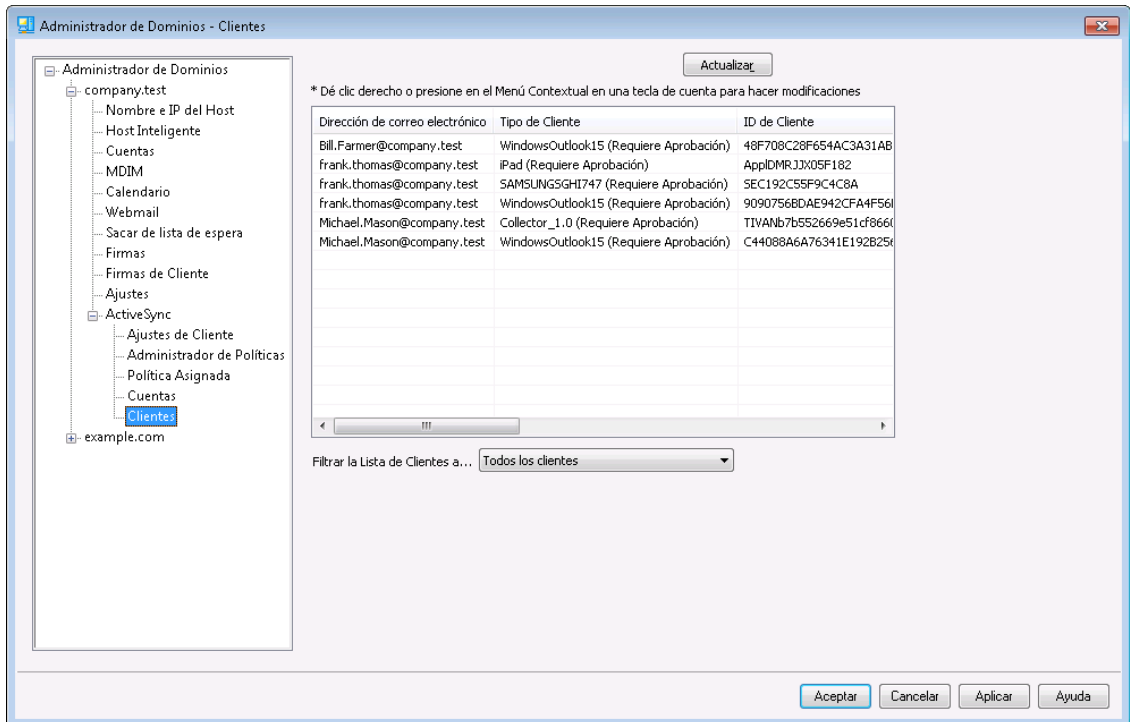 Administrador de Dominios - Clientes
Administrador de Dominios
company.test
Nombre e IP del Host
Host Inteligente
Cuentas
MDIM
Calendario
Webmail
Sacar de lista de espera
Firmas
Firmas de Cliente
Ajustes
ActiveSync
Ajustes de Cliente
Administrador de Políticas
Política Asignada
Cuentas
Clientes
example.com
Actualizar
* Dé clic derecho o presione en el Menú Contextual en una tecla de cuenta para hacer modificaciones
Dirección de correo electrónico Tipo de Cliente ID de Cliente
Bill.Farmer@company.test WindowsOutlook15 (Requiere Aprobación) 48F708C28F654AC3A31AB
frank.thomas@company.test iPad (Requiere Aprobación) ApplDMRJJX05F182
frank.thomas@company.test SAMSUNGSGHI747 (Requiere Aprobación) SEC192C55F9C4C8A
frank.thomas@company.test WindowsOutlook15 (Requiere Aprobación) 9090756BDAE942CFA4F56
Michael.Mason@company.test Collector_1.0 (Requiere Aprobación) TIVANb7b552669e51cf866
Michael.Mason@company.test WindowsOutlook15 (Requiere Aprobación) C44088A6A76341E192B25
Filtrar la Lista de Clientes a... Todos los clientes
Aceptar Cancelar Aplicar Ayuda